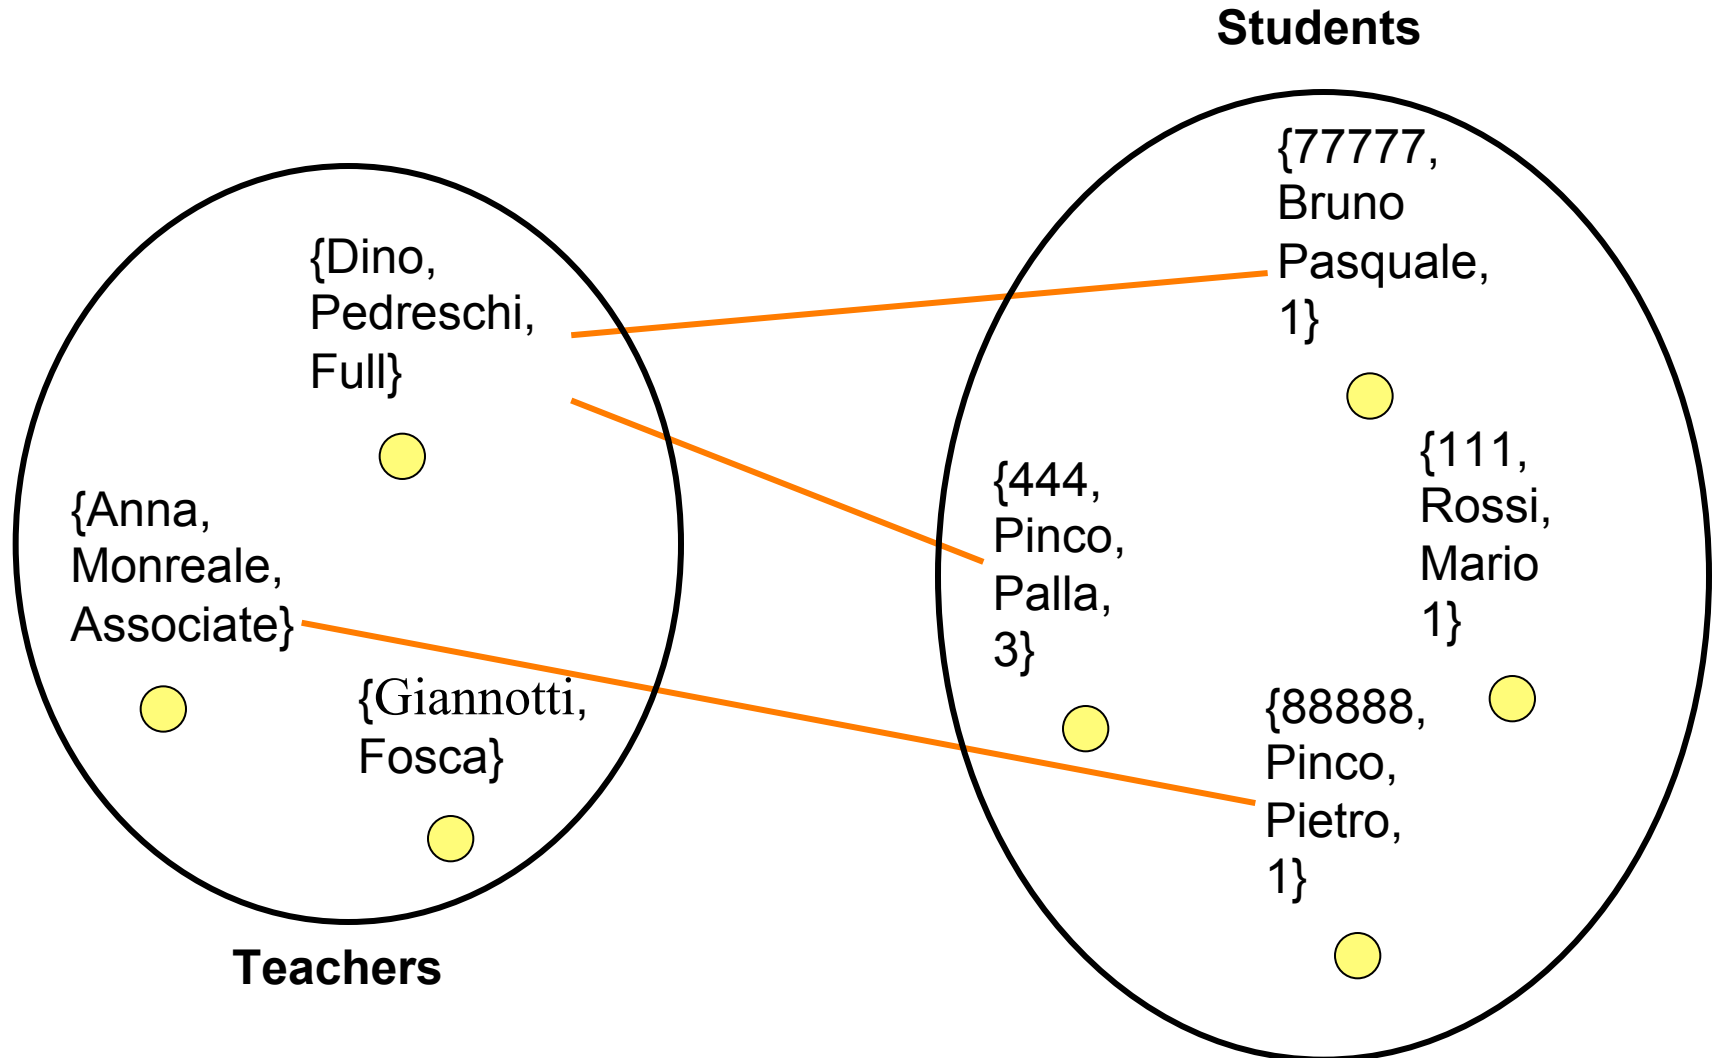 Students
{77777,
Bruno
Pasquale,
1}
{Dino,
Pedreschi,
Full}
{111,
Rossi,
Mario
1}
{444,
Pinco,
Palla,
3}
{Anna,
Monreale,
Associate}
{Giannotti,
Fosca}
{88888,
Pinco,
Pietro,
1}
Teachers